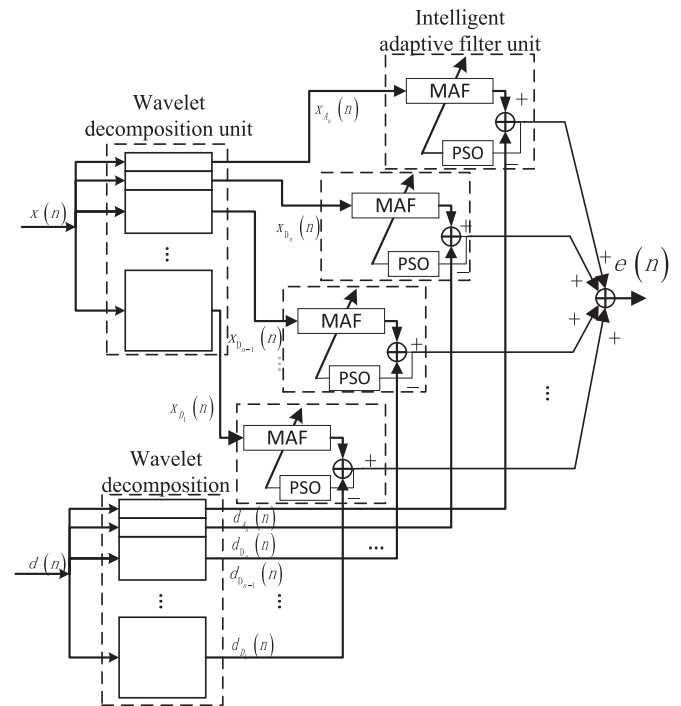 Intelligent
adaptive filter unit
Wavelet
decomposition unit
x(n)
x_{A_n}(n)
MAF
+
PSO
−
x_{D_n}(n)
MAF
+
PSO
−
x_{D_{n-1}}(n)
MAF
+
PSO
−
x_{D_1}(n)
MAF
+
PSO
−
+
+
+
+
e(n)
...
...
...
Wavelet
decomposition
d(n)
d_{A_n}(n)
d_{D_n}(n)
...
d_{D_{n-1}}(n)
...
...
d_{D_1}(n)